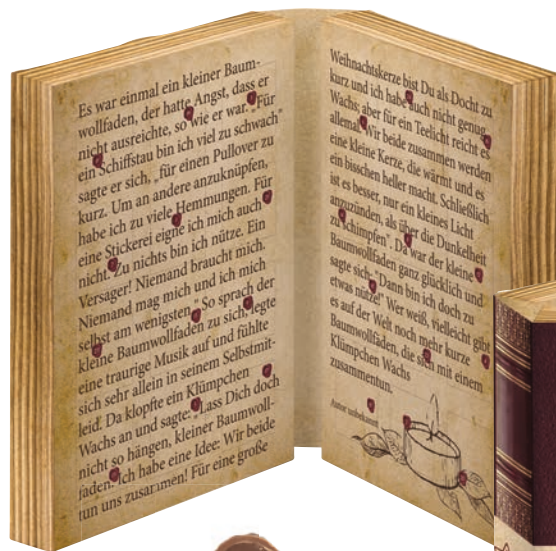 Es war einmal ein kleiner Baum-
wollfaden, der hatte Angst, dass er
nicht ausreichte, so wie er war. „Für
ein Schiffstau bin ich viel zu schwach“
sagte er sich, „für einen Pullover zu
kurz. Um an andere anzuknüpfen,
habe ich zu viele Hemmungen. Für
eine Stickerei eigne ich mich auch
nicht. Zu nichts bin ich nütze. Ein
Versager! Niemand braucht mich.
Niemand mag mich und ich mich
selbst am wenigsten.“ So sprach der
kleine Baumwollfaden zu sich, legte
eine traurige Musik auf und fühlte
sich sehr allein in seinem Selbstmit-
leid. Da klopfte ein Klümpchen
Wachs an und sagte: „Lass Dich doch
nicht so hängen, kleiner Baumwoll-
faden. Ich habe eine Idee: Wir beide
tun uns zusammen! Für eine große
Weihnachtskerze bist Du als Docht zu
kurz und ich habe auch nicht genug
Wachs; aber für ein Teelicht reicht es
allemal! Wir beide zusammen werden
eine kleine Kerze, die wärmt und es
ein bisschen heller macht. Schließlich
ist es besser, nur ein kleines Licht
anzuzünden, als über die Dunkelheit
zu schimpfen“. Da war der kleine
Baumwollfaden ganz glücklich und
sagte sich: “Dann bin ich doch zu
etwas nütze!“ Wer weiß, vielleicht gibt
es auf der Welt noch mehr kurze
Baumwollfäden, die sich mit einem
Klümpchen Wachs
zusammentun.
Autor unbekannt